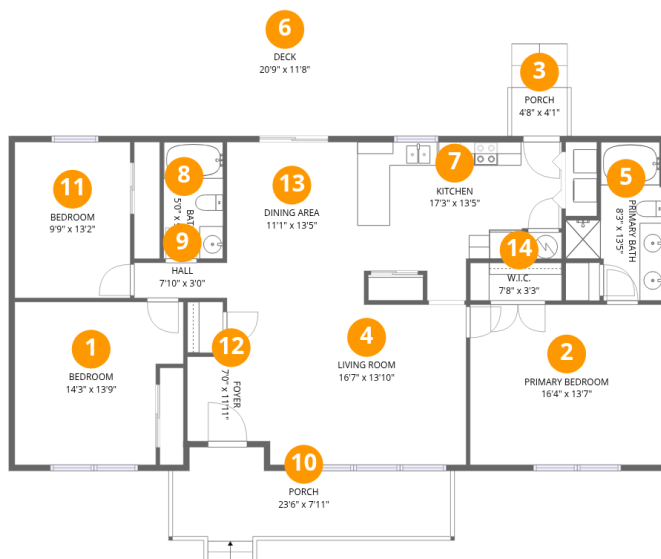 6
DECK
20'9" x 11'8"
3
PORCH
4'8" x 4'1"
11
BEDROOM
9'9" x 13'2"
8
BAT
5'0" x
9
HALL
7'10" x 3'0"
13
DINING AREA
11'1" x 13'5"
7
KITCHEN
17'3" x 13'5"
5
PRIMARY BATH
8'3" x 13'5"
14
W.I.C.
7'8" x 3'3"
1
BEDROOM
14'3" x 13'9"
12
FOYER
7'0" x 11'11"
4
LIVING ROOM
16'7" x 13'10"
2
PRIMARY BEDROOM
16'4" x 13'7"
10
PORCH
23'6" x 7'11"